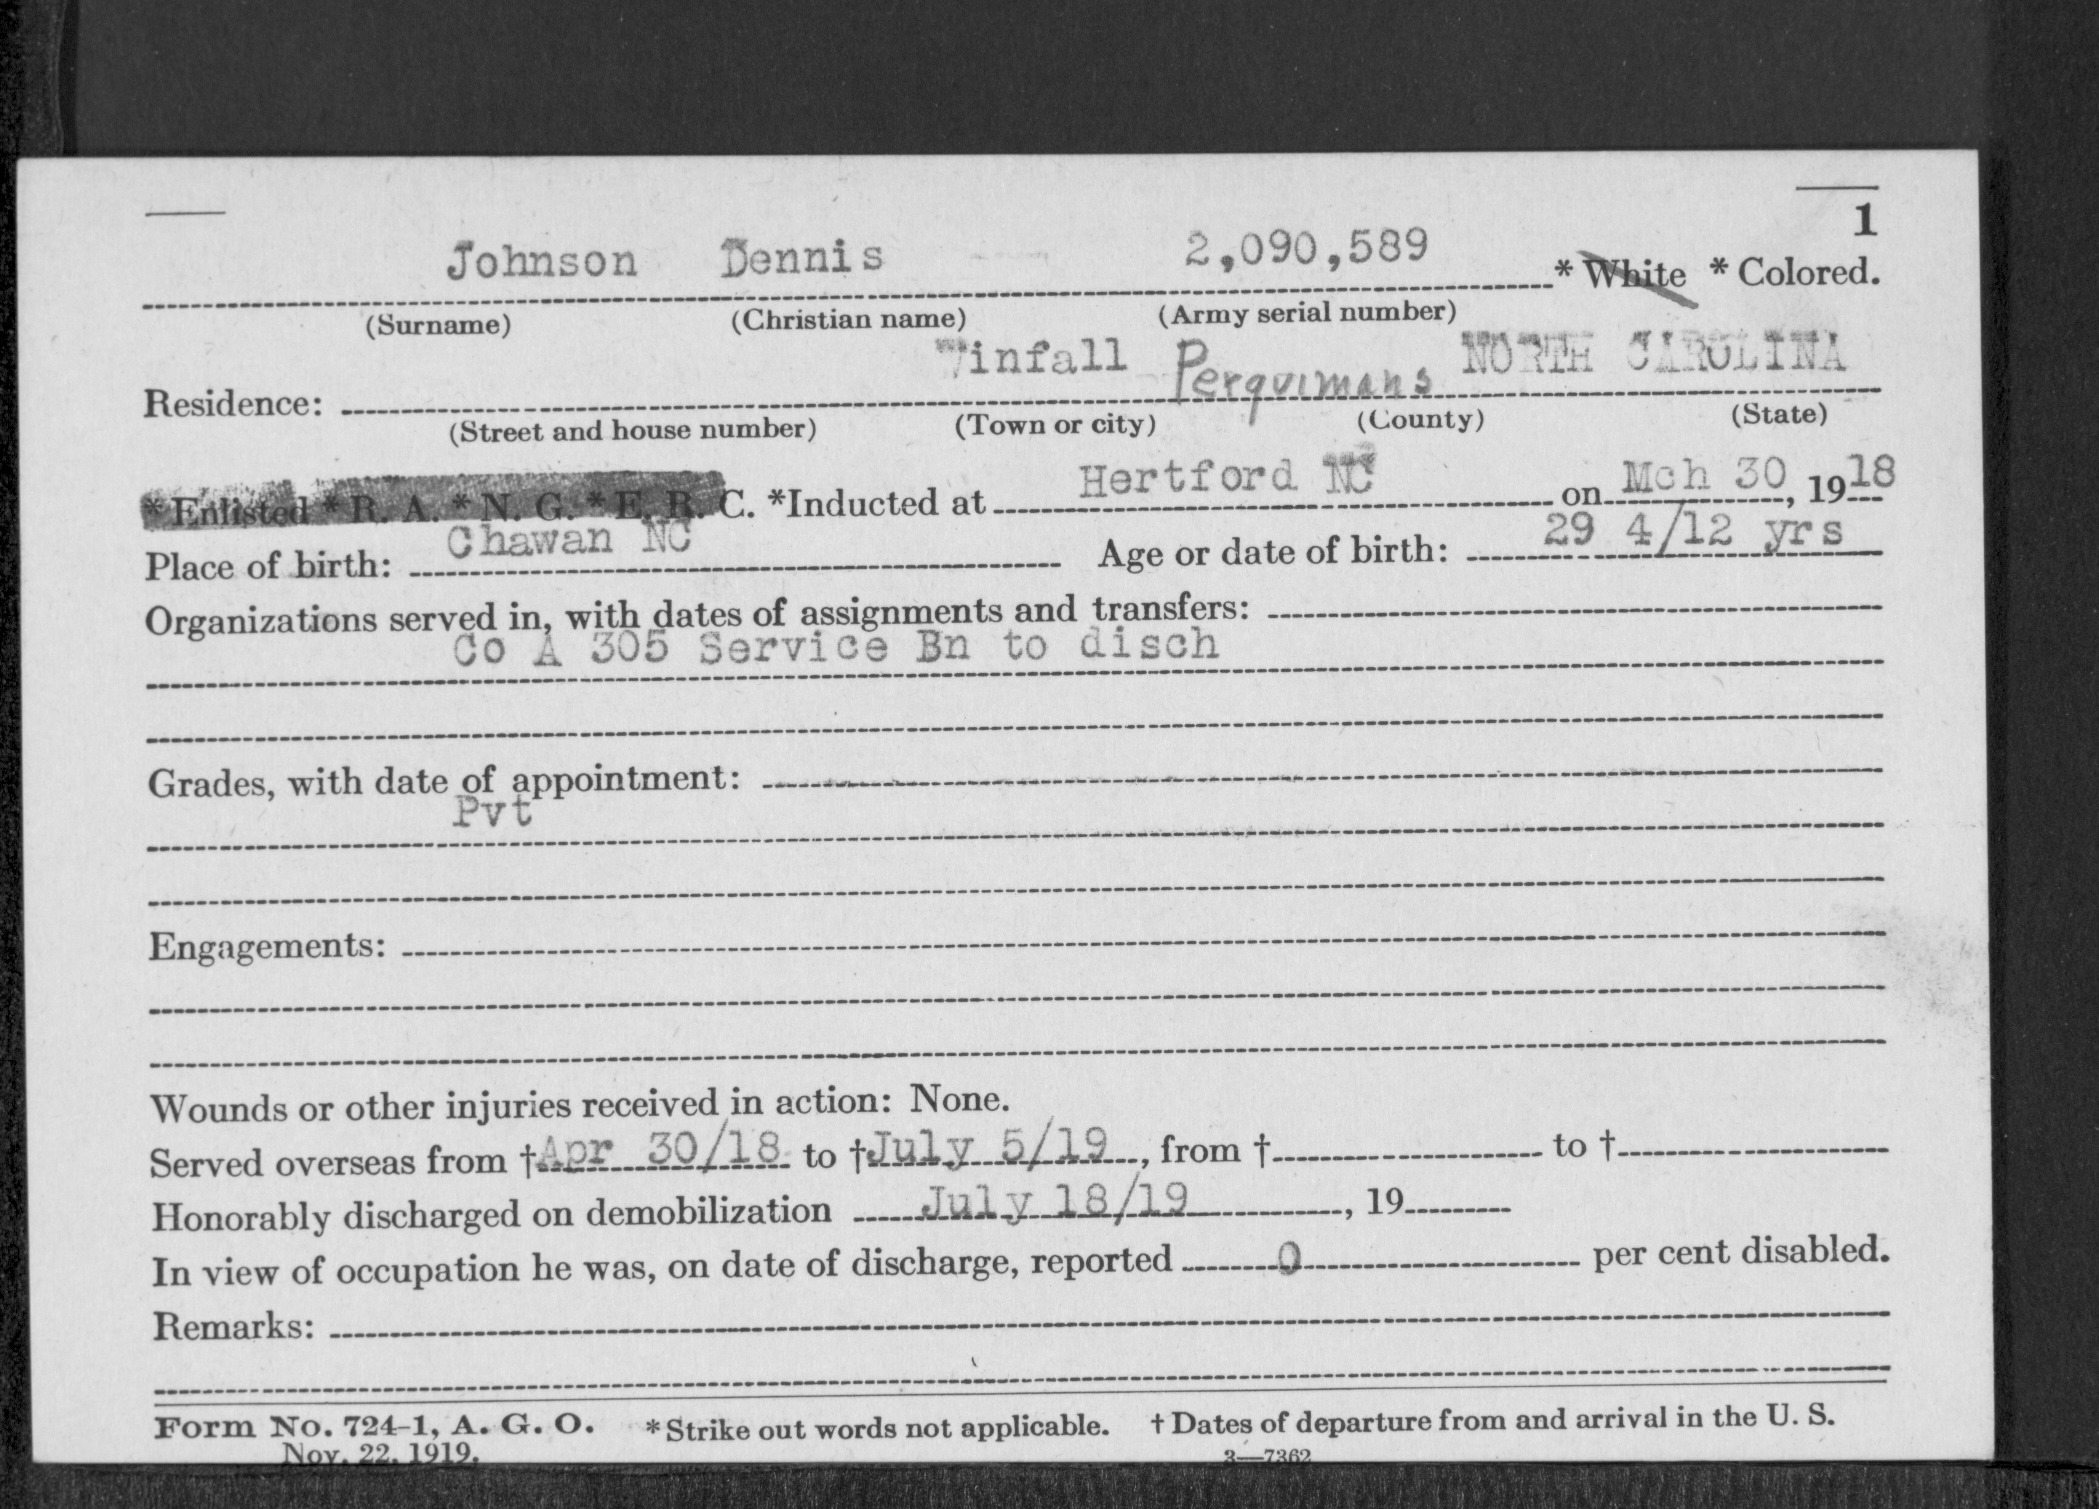 1
Johnson Dennis 2,090,589 * White * Colored.
(Surname) (Christian name) (Army serial number)
Winfall Perquimans NORTH CAROLINA
Residence:
(Street and house number) (Town or city) (County) (State)
Hertford NC Mch 30 18
* Enlisted * R. A. * N. G. * E. R. C. *Inducted at on , 19
Chawan NC 29 4/12 yrs
Place of birth: Age or date of birth:
Organizations served in, with dates of assignments and transfers:
Co A 305 Service Bn to disch
Grades, with date of appointment:
Pvt
Engagements:
Wounds or other injuries received in action: None.
Served overseas from † Apr 30/18 to † July 5/19, from † to †
Honorably discharged on demobilization July 18/19, 19
In view of occupation he was, on date of discharge, reported 0 per cent disabled.
Remarks:
Form No. 724-1, A. G. O. * Strike out words not applicable. † Dates of departure from and arrival in the U. S.
Nov. 22, 1919. 3—7362